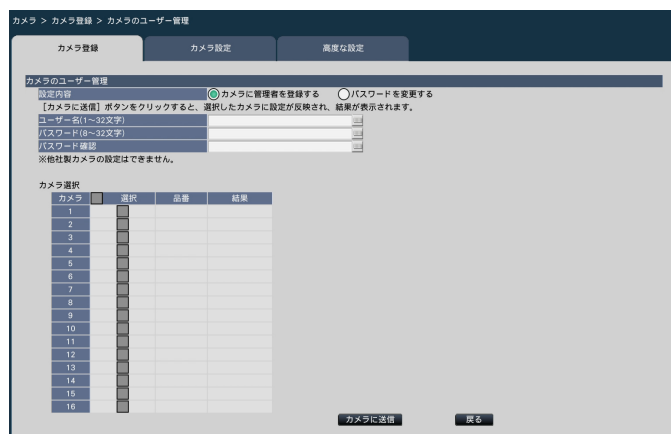 カメラ > カメラ登録 > カメラのユーザー管理
カメラ登録 カメラ設定 高度な設定
カメラのユーザー管理
設定内容 カメラに管理者を登録する パスワードを変更する
［カメラに送信］ボタンをクリックすると、選択したカメラに設定が反映され、結果が表示されます。
ユーザー名(1～32文字)
パスワード(8～32文字)
パスワード確認
※他社製カメラの設定はできません。
カメラ選択
カメラ 選択 品番 結果
1
2
3
4
5
6
7
8
9
10
11
12
13
14
15
16
カメラに送信 戻る